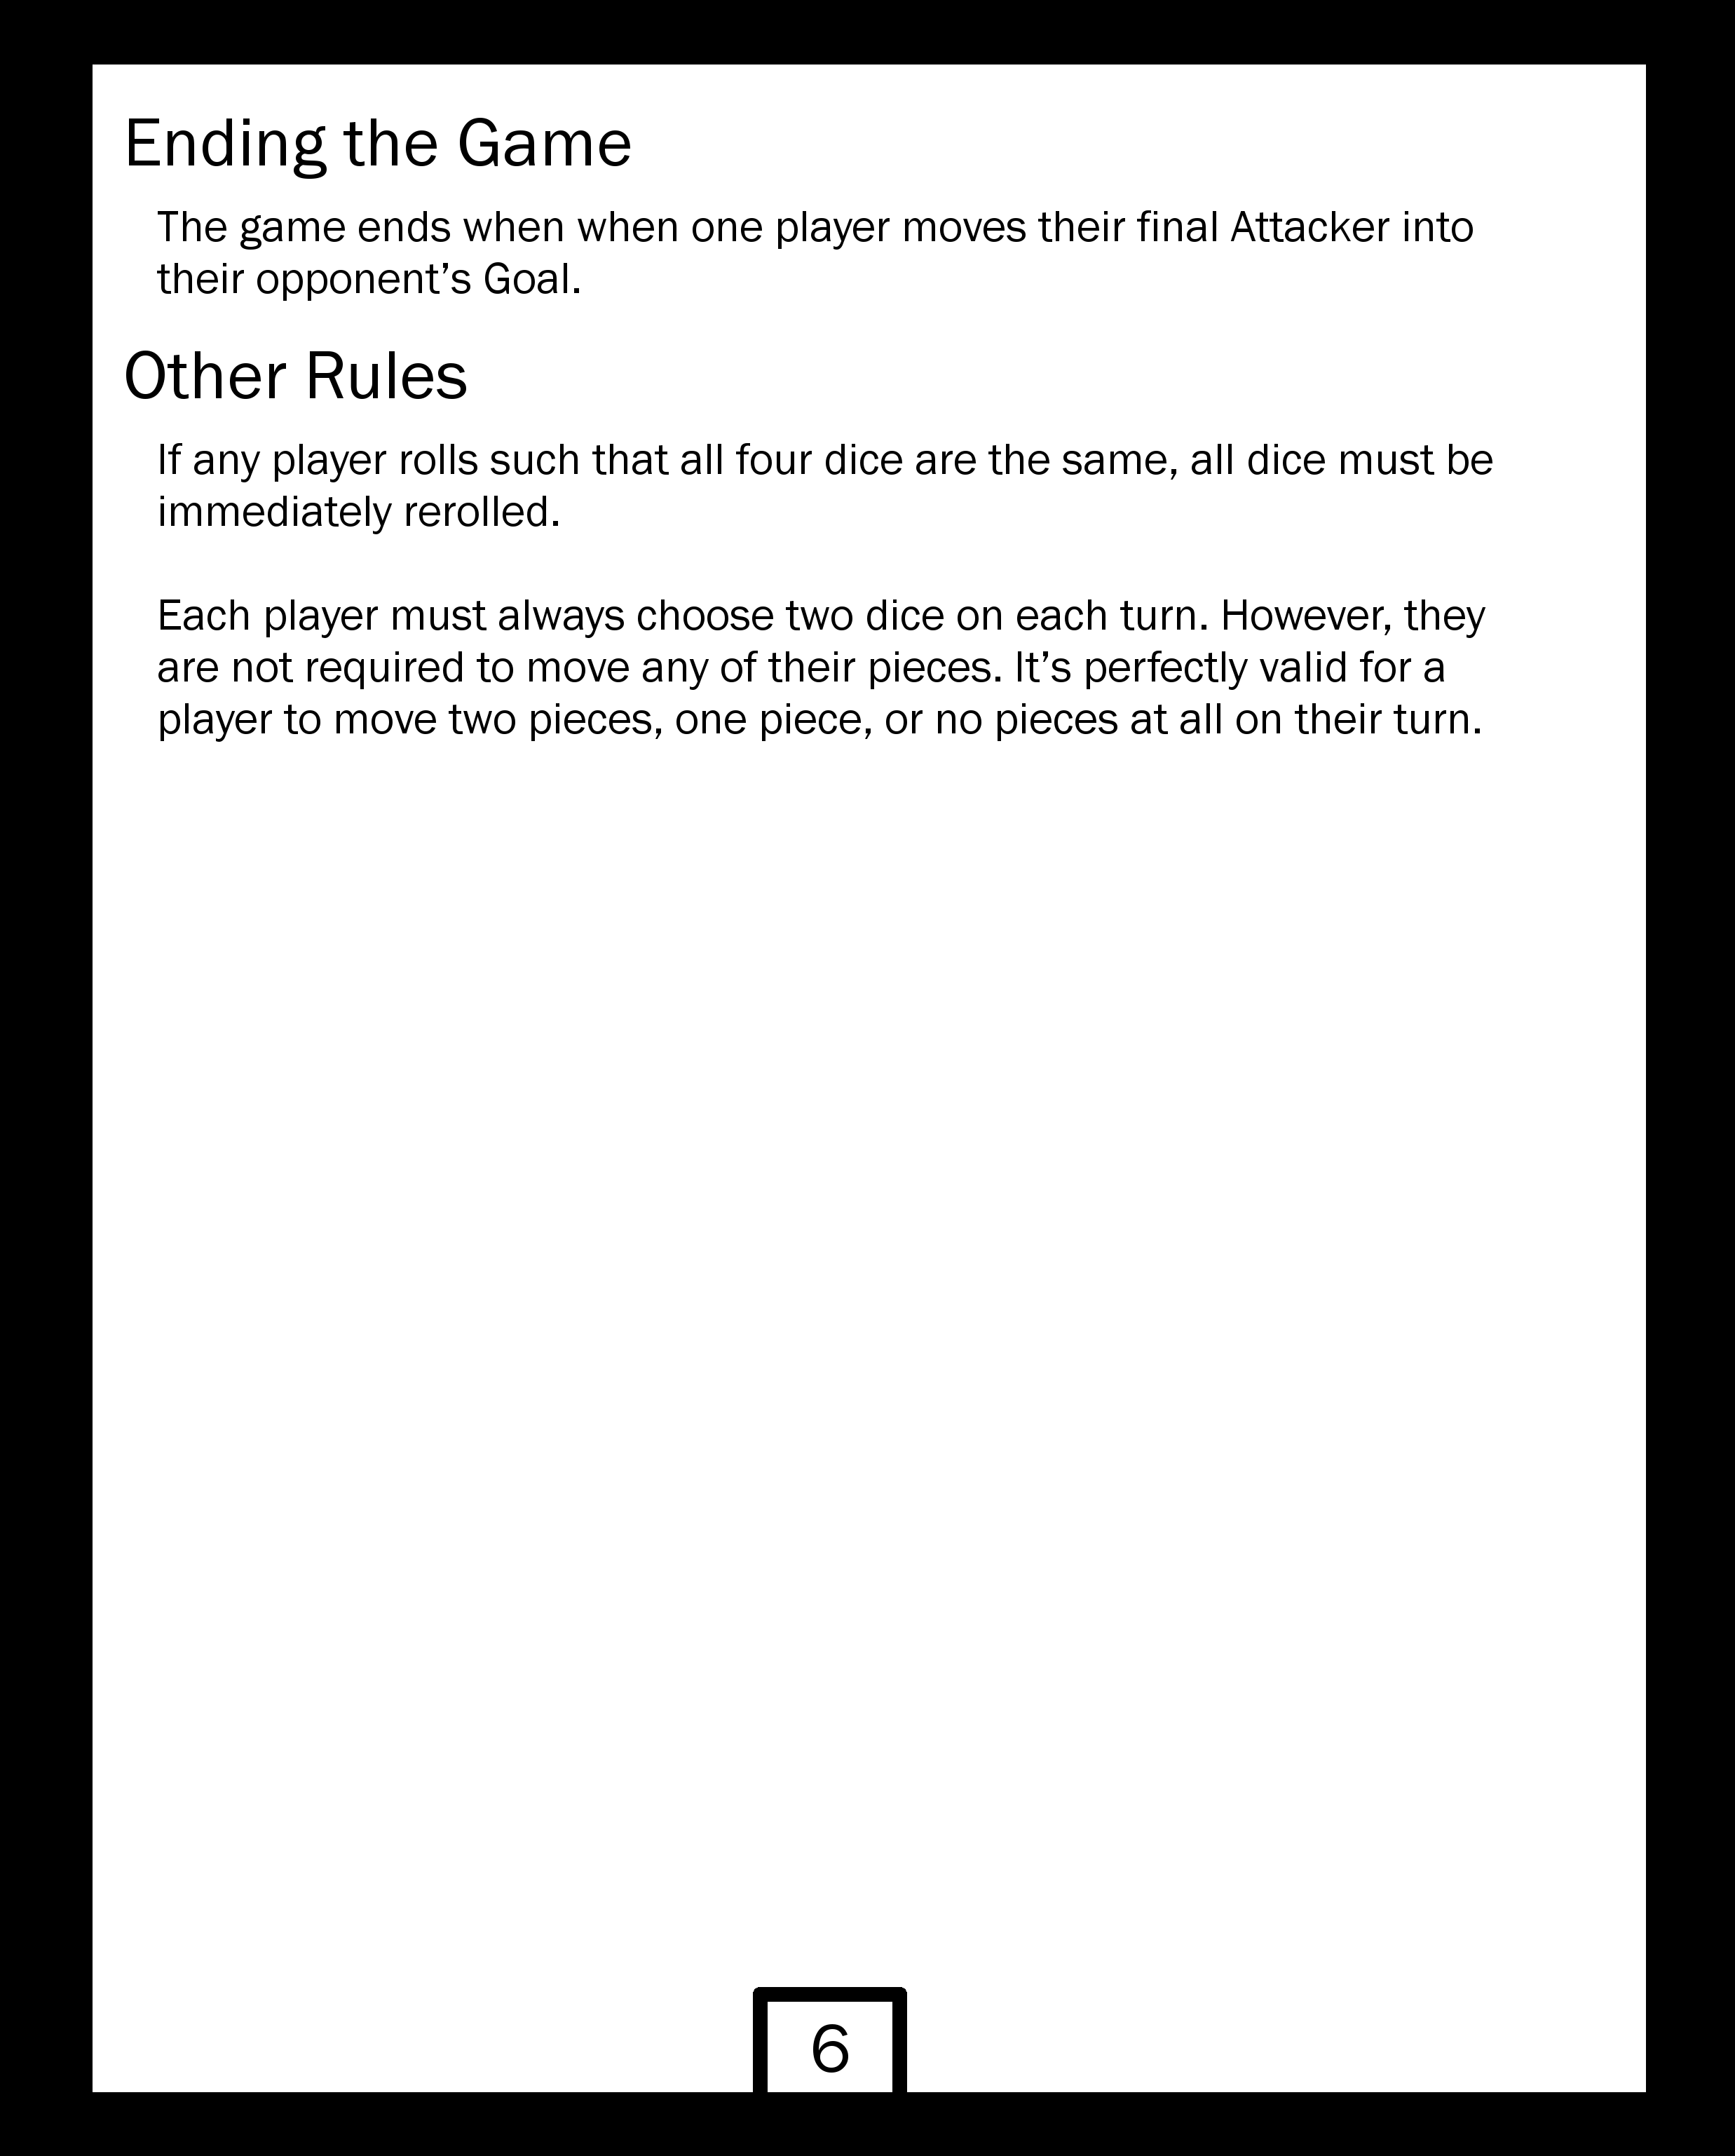 Ending the Game
The game ends when when one player moves their final Attacker into
their opponent’s Goal.
Other Rules
If any player rolls such that all four dice are the same, all dice must be
immediately rerolled.
Each player must always choose two dice on each turn. However, they
are not required to move any of their pieces. It’s perfectly valid for a
player to move two pieces, one piece, or no pieces at all on their turn.
6